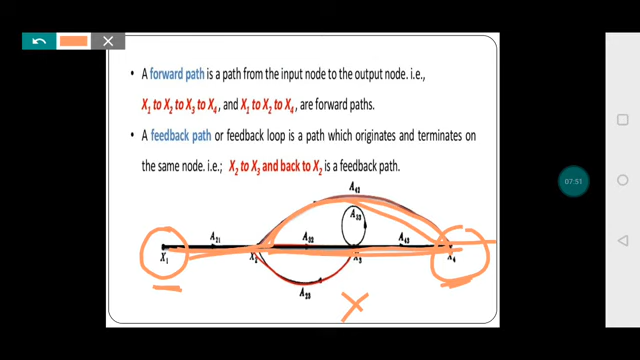 • A forward path is a path from the input node to the output node. i.e.,
X1 to X2 to X3 to X4, and X1 to X2 to X4, are forward paths.
• A feedback path or feedback loop is a path which originates and terminates on
the same node. i.e.; X2 to X3 and back to X2 is a feedback path.
07:51
A42
A33
A21 A32 A43
X1 X2 X3 X4
A23